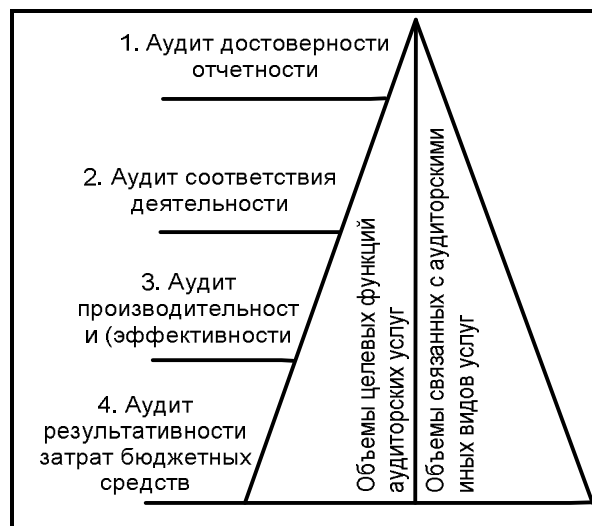 1. Аудит достоверности
отчетности
2. Аудит соответствия
деятельности
3. Аудит
производительност
и (эффективности
4. Аудит
результативности
затрат бюджетных
средств
Объемы целевых функций
аудиторских услуг
Объемы связанных с аудиторскими
иных видов услуг